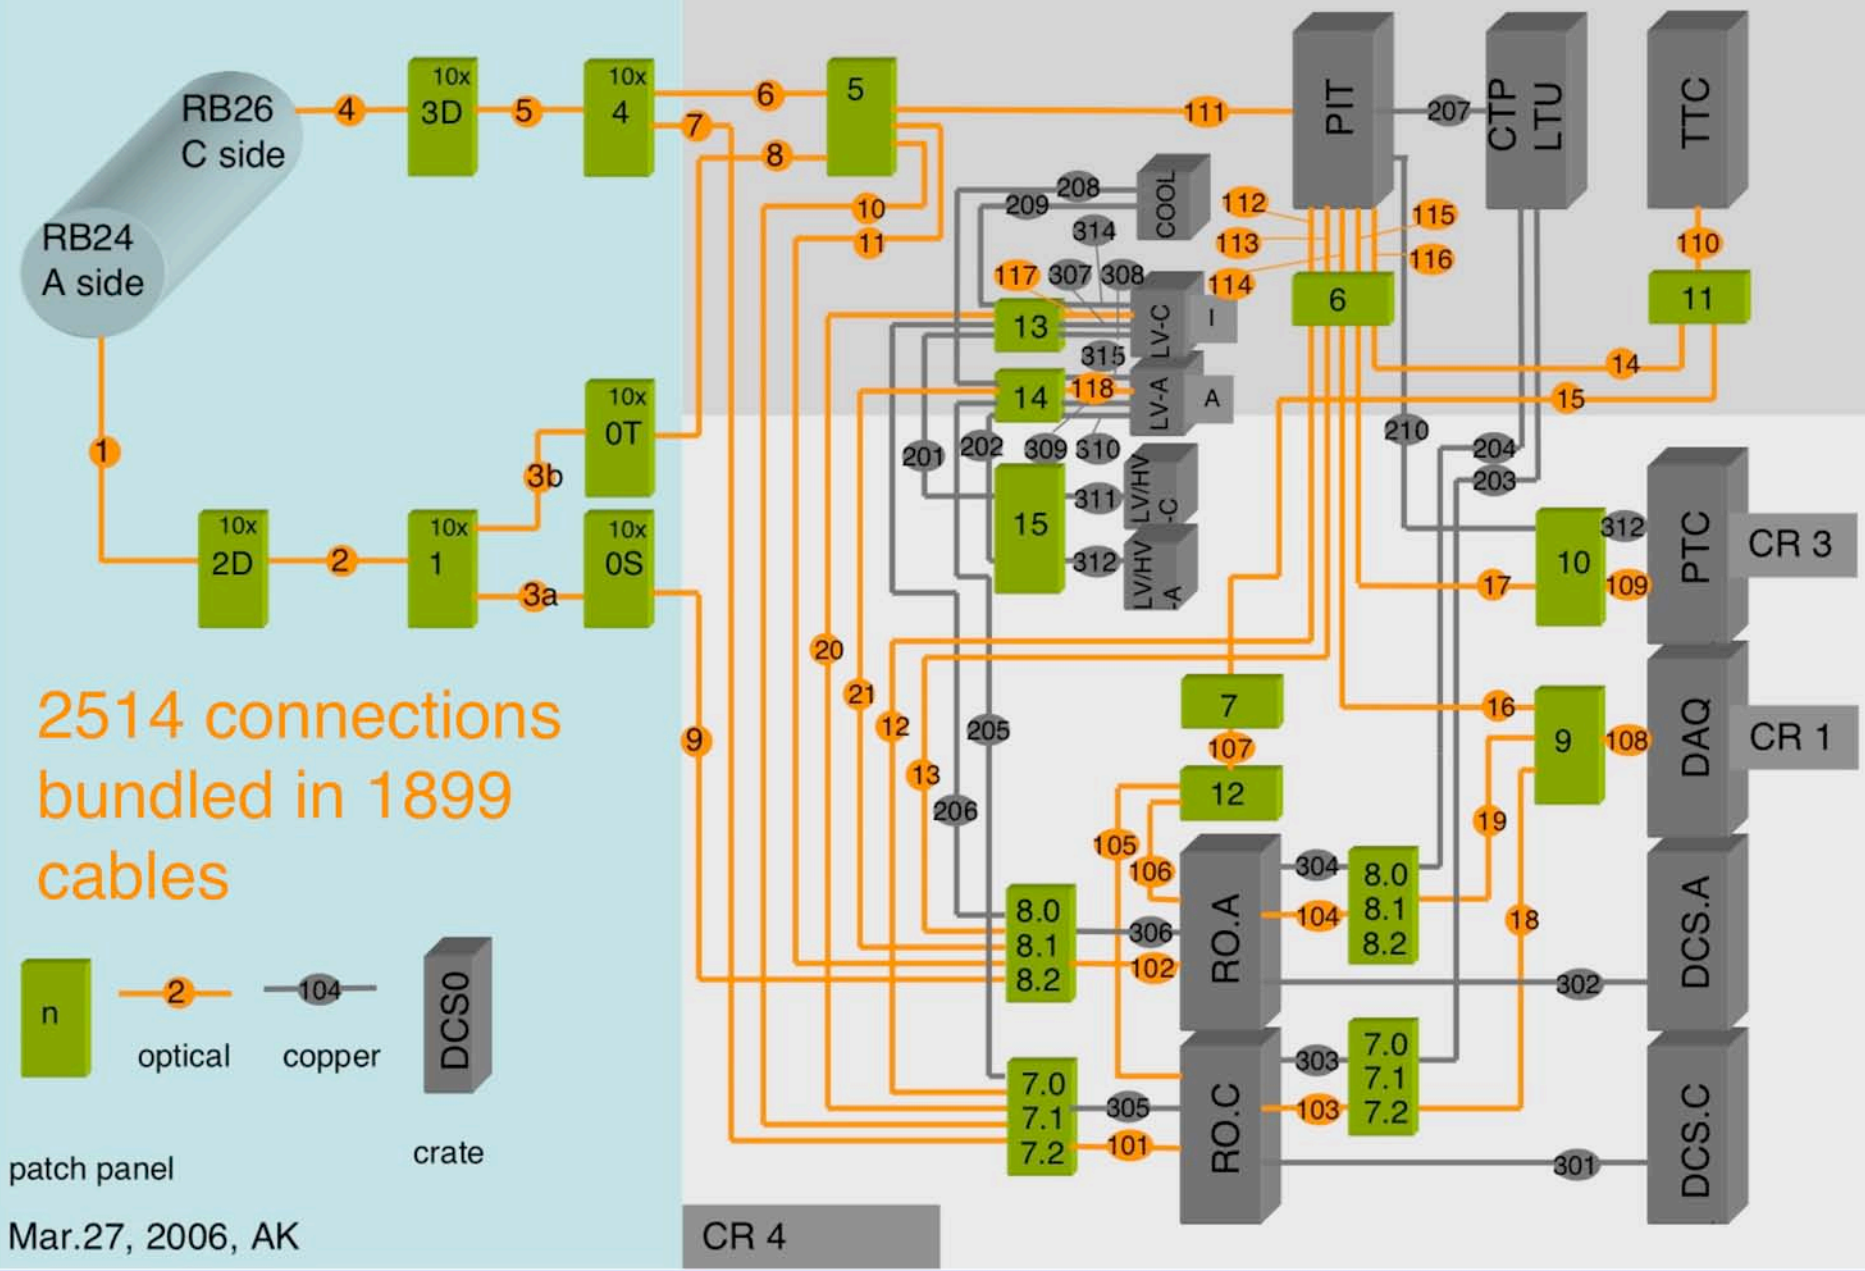 RB26
C side
RB24
A side
4
10x
3D
5
10x
4
6
7
8
5
111
PIT
207
CTP
LTU
TTC
10
11
208
209
COOL
314
112
113
114
115
116
110
117
307
308
13
LV-C
I
6
11
315
14
118
LV-A
A
14
15
1
10x
0T
3b
201
202
309
310
210
204
203
15
311
LV/HV
-C
312
LV/HV
-A
10x
2D
2
10x
1
3a
10x
0S
10
312
17
109
PTC
CR 3
20
21
12
13
205
206
9
7
107
12
16
9
108
DAQ
CR 1
2514 connections
bundled in 1899
cables
105
106
19
18
8.0
8.1
8.2
306
102
RO.A
304
104
8.0
8.1
8.2
302
DCS.A
7.0
7.1
7.2
305
101
RO.C
303
103
7.0
7.1
7.2
301
DCS.C
n
2
104
DCS0
optical
copper
crate
patch panel
Mar.27, 2006, AK
CR 4